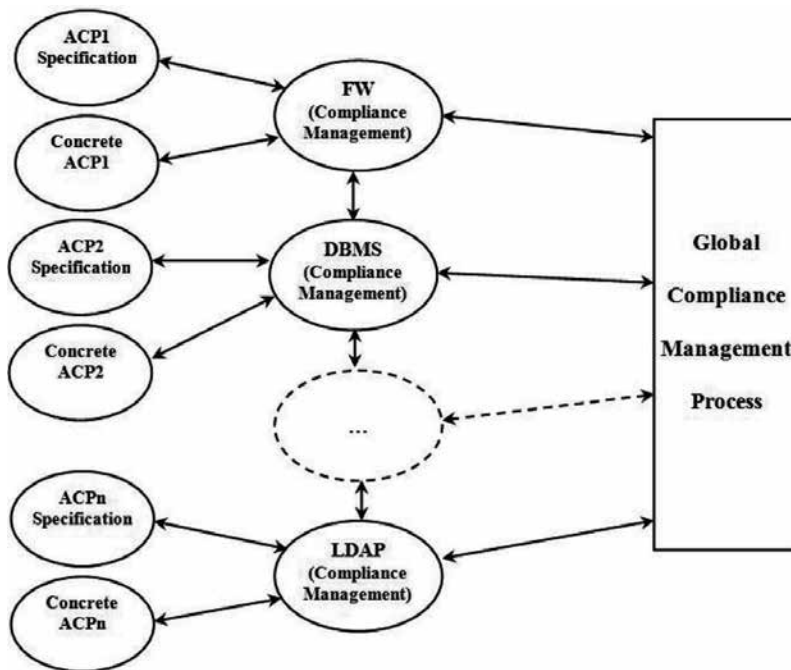 ACP1
Specification
Concrete
ACP1
ACP2
Specification
Concrete
ACP2
ACPn
Specification
Concrete
ACPn
FW
(Compliance
Management)
DBMS
(Compliance
Management)
...
LDAP
(Compliance
Management)
Global
Compliance
Management
Process